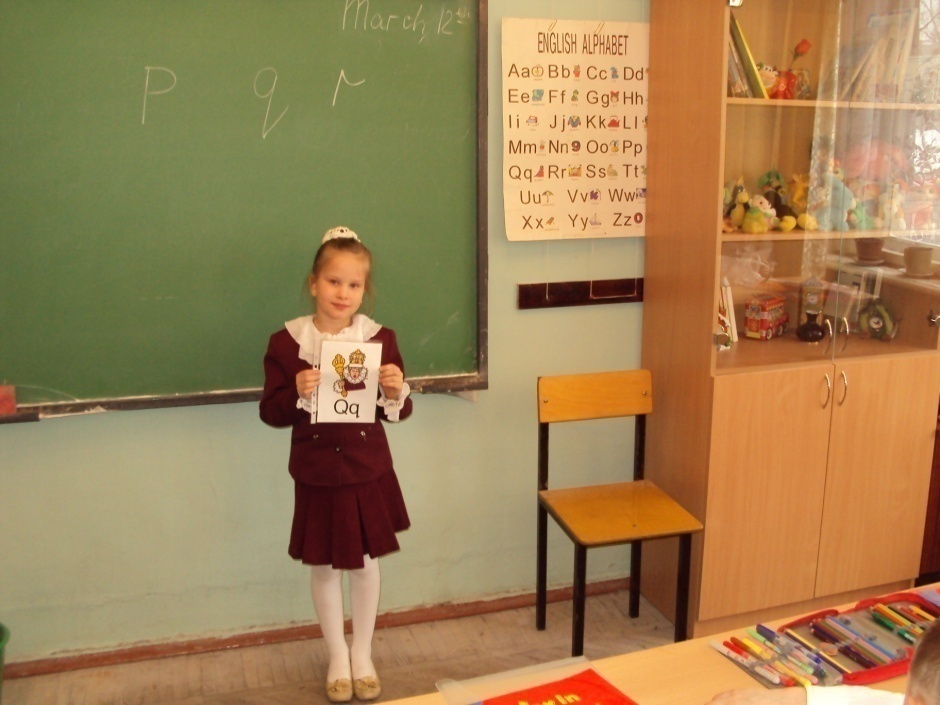 March, 12th
p q r
ENGLISH ALPHABET
Aa Bb Cc Dd
Ee Ff Gg Hh
Ii Jj Kk Ll
Mm Nn Oo Pp
Qq Rr Ss Tt
Uu Vv Ww
Xx Yy Zz
Qq